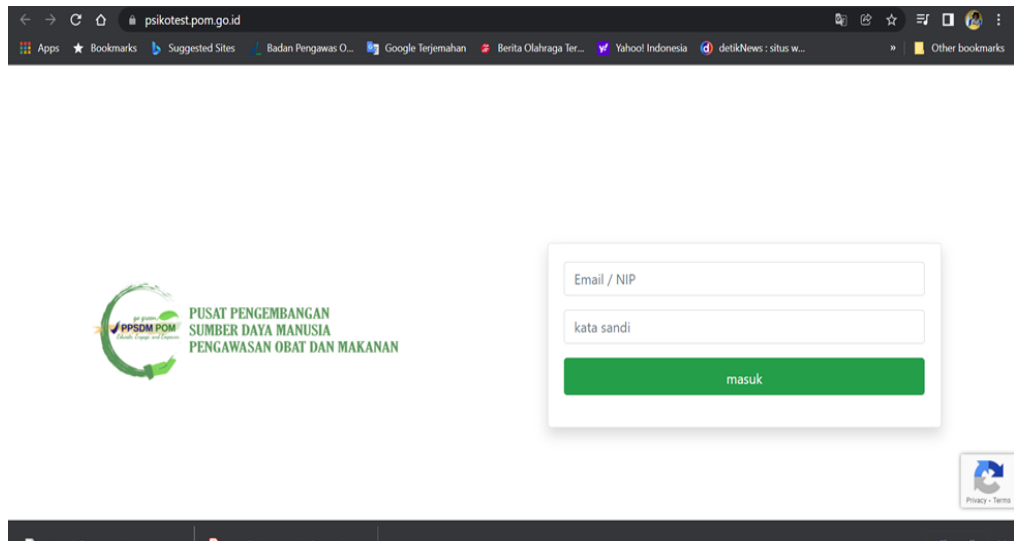 psikotest.pom.go.id
Apps Bookmarks Suggested Sites Badan Pengawas O... Google Terjemahan Berita Olahraga Ter... Yahoo! Indonesia detikNews : situs w... » Other bookmarks
go green
PPSDM POM
PUSAT PENGEMBANGAN
SUMBER DAYA MANUSIA
PENGAWASAN OBAT DAN MAKANAN
Email / NIP
kata sandi
masuk
Privacy - Terms